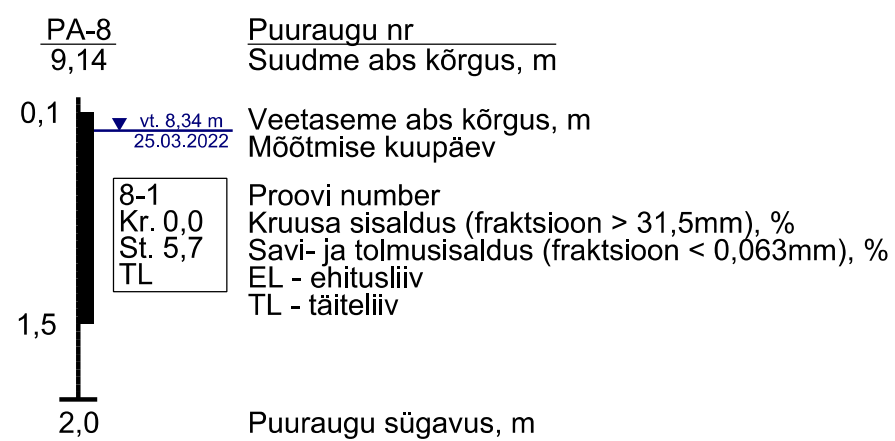 PA-8 Puuraugu nr
9,14 Suudme abs kõrgus, m
0,1 vt. 8,34 m Veetaseme abs kõrgus, m
25.03.2022 Mõõtmise kuupäev
8-1 Proovi number
Kr. 0,0 Kruusa sisaldus (fraktsioon > 31,5mm), %
St. 5,7 Savi- ja tolmusisaldus (fraktsioon < 0,063mm), %
TL EL - ehitusliiv
TL - täiteliiv
1,5
2,0 Puuraugu sügavus, m